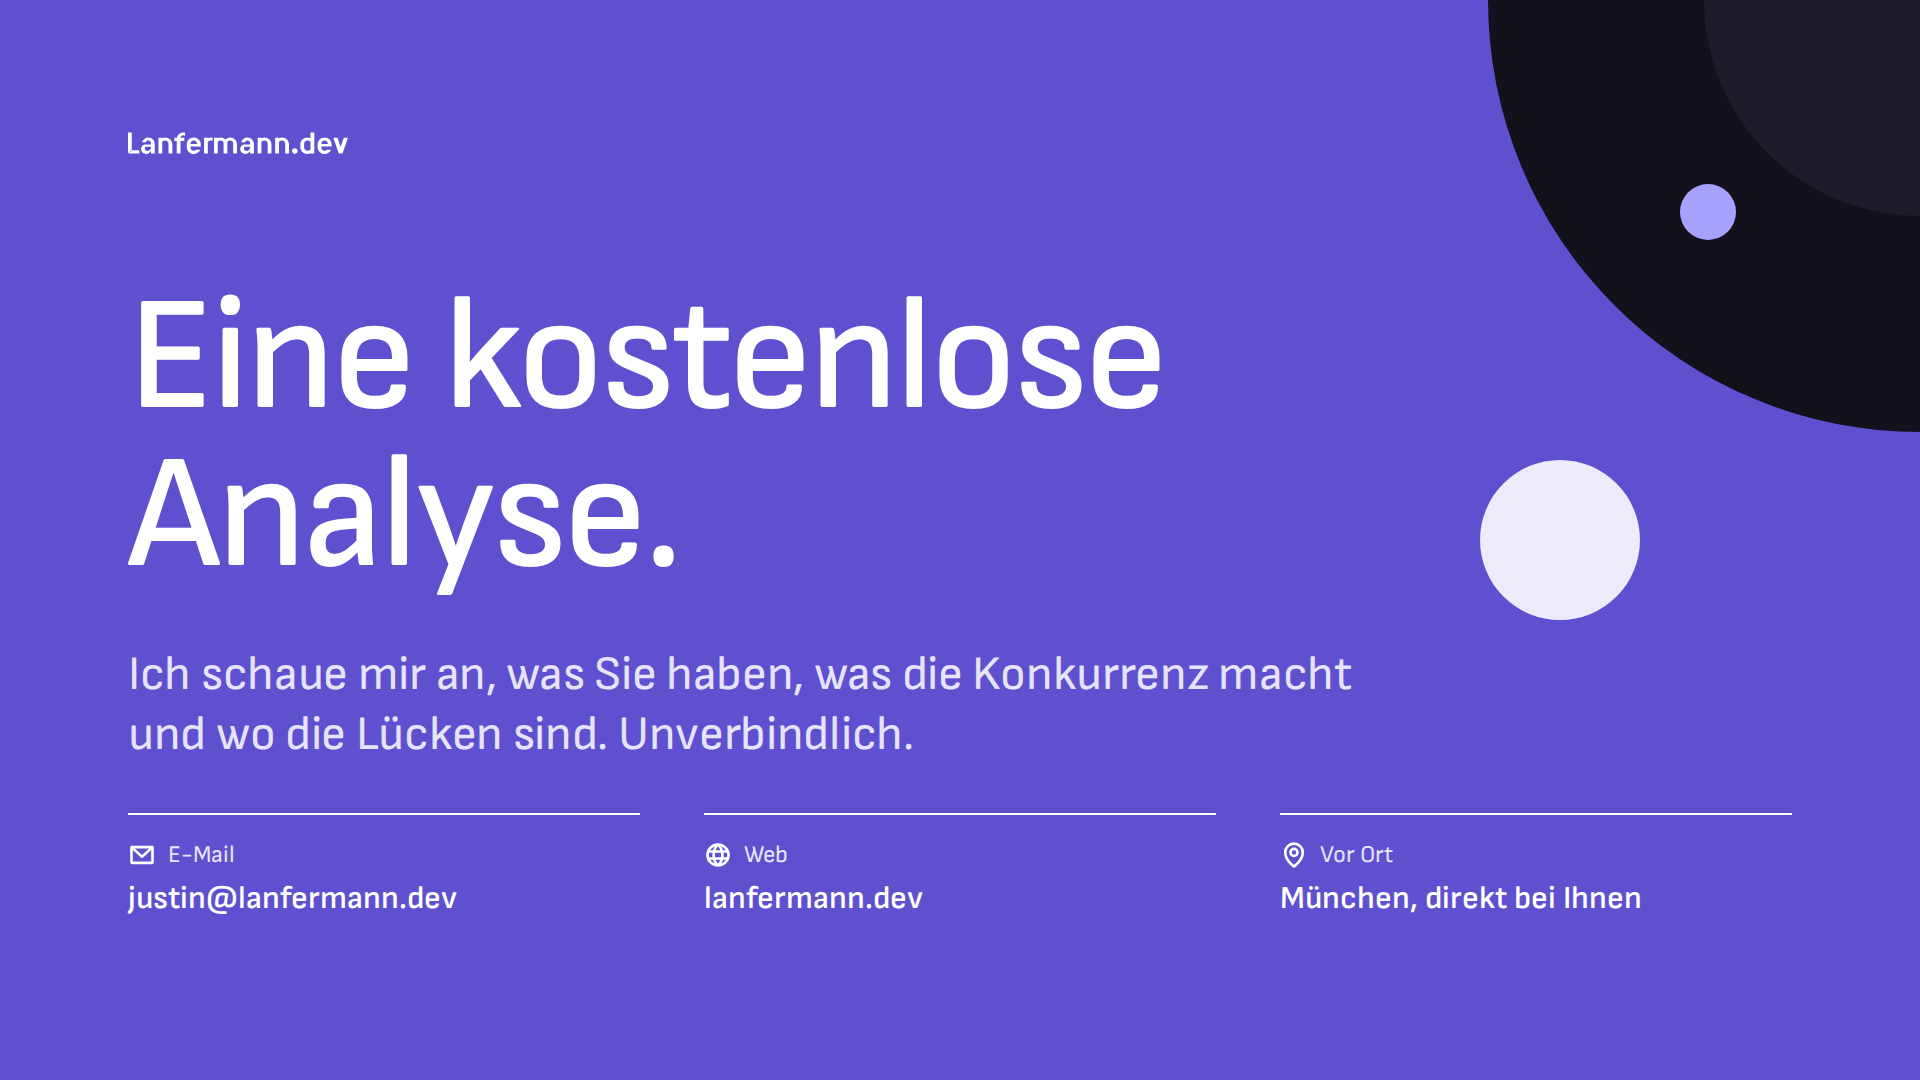 Lanfermann.dev
Eine kostenlose
Analyse.
Ich schaue mir an, was Sie haben, was die Konkurrenz macht
und wo die Lücken sind. Unverbindlich.
E-Mail
justin@lanfermann.dev
Web
lanfermann.dev
Vor Ort
München, direkt bei Ihnen